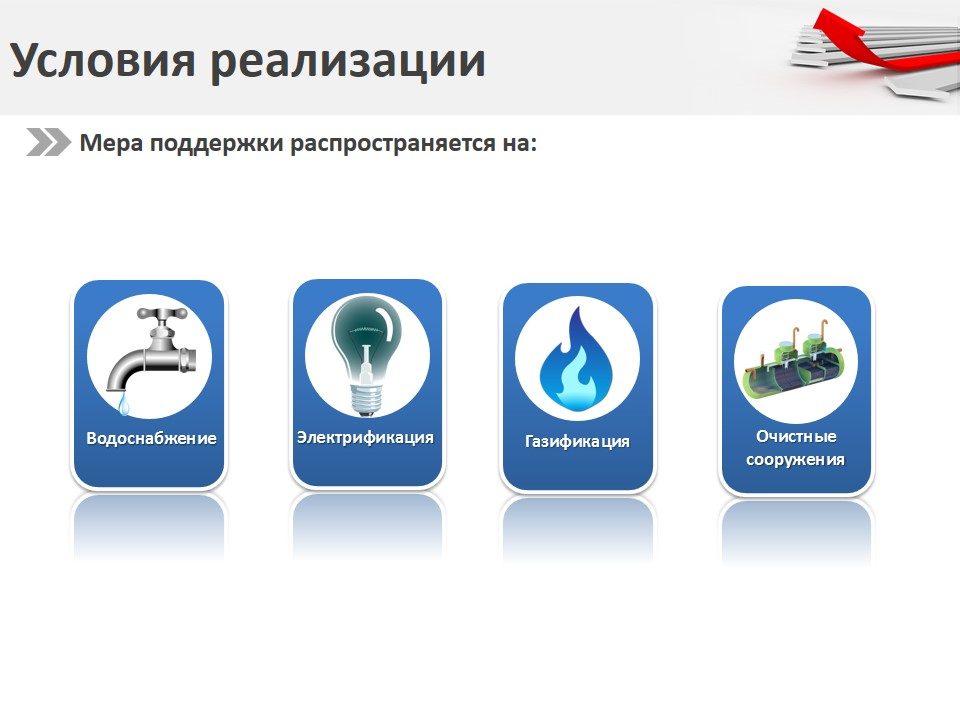 Условия реализации
Мера поддержки распространяется на:
Водоснабжение
Электрификация
Газификация
Очистные
сооружения